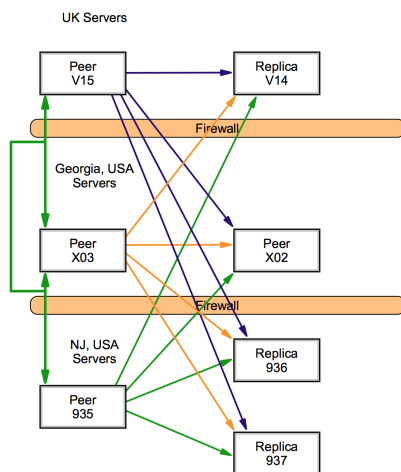 UK Servers
Peer
V15
Replica
V14
Firewall
Georgia, USA
Servers
Peer
X03
Peer
X02
Firewall
NJ, USA
Servers
Replica
936
Peer
935
Replica
937